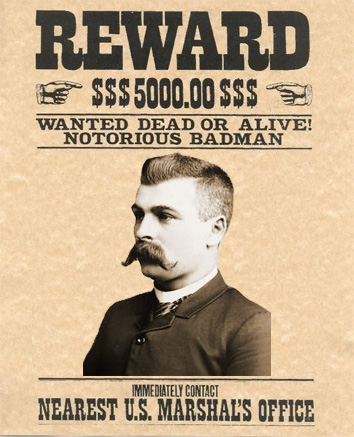 REWARD
$$$ 5000.00 $$$
WANTED DEAD OR ALIVE!
NOTORIOUS BADMAN
IMMEDIATELY CONTACT
NEAREST U.S. MARSHAL'S OFFICE